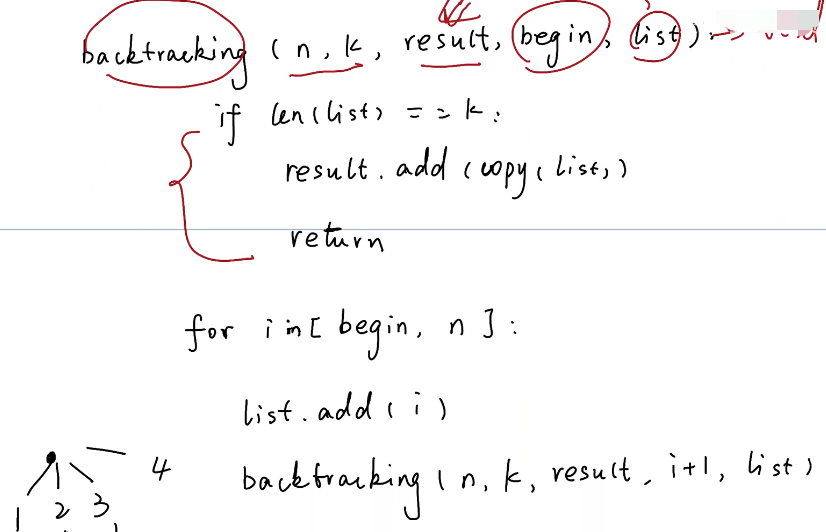 backtracking (n, k, result, begin, list) →
if len(list) == k:
result.add(copy(list,)
return
for i in [begin, n]:
list.add(i)
4
backtracking(n, k, result, i+1, list)
1 2 3